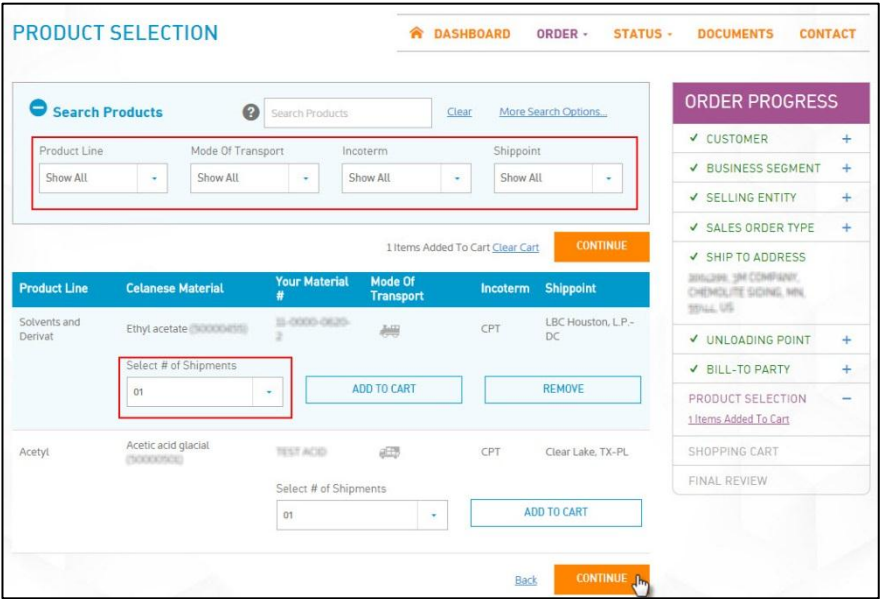 PRODUCT SELECTION
DASHBOARD ORDER STATUS DOCUMENTS CONTACT
Search Products ? Search Products Clear More Search Options...
Product Line Mode Of Transport Incoterm Shippoint
Show All Show All Show All Show All
1 Items Added To Cart Clear Cart CONTINUE
Product Line Celanese Material Your Material # Mode Of Transport Incoterm Shippoint
Solvents and Derivat Ethyl acetate CPT LBC Houston, L.P.-DC
Select # of Shipments
01 ADD TO CART REMOVE
Acetyl Acetic acid glacial TEST ACID CPT Clear Lake, TX-PL
Select # of Shipments
01 ADD TO CART
Back CONTINUE
ORDER PROGRESS
CUSTOMER +
BUSINESS SEGMENT +
SELLING ENTITY +
SALES ORDER TYPE +
SHIP TO ADDRESS
UNLOADING POINT +
BILL-TO PARTY +
PRODUCT SELECTION −
1 Items Added To Cart
SHOPPING CART
FINAL REVIEW